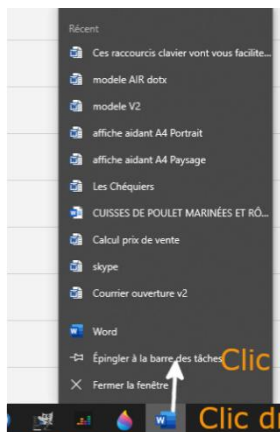 Récent
Ces raccourcis clavier vont vous facilite...
modele AIR dotx
modele V2
affiche aidant A4 Portrait
affiche aidant A4 Paysage
Les Chéquiers
CUISSES DE POULET MARINÉES ET RÔ...
Calcul prix de vente
skype
Courrier ouverture v2
Word
Épingler à la barre des tâches Clic
Fermer la fenêtre
Clic d